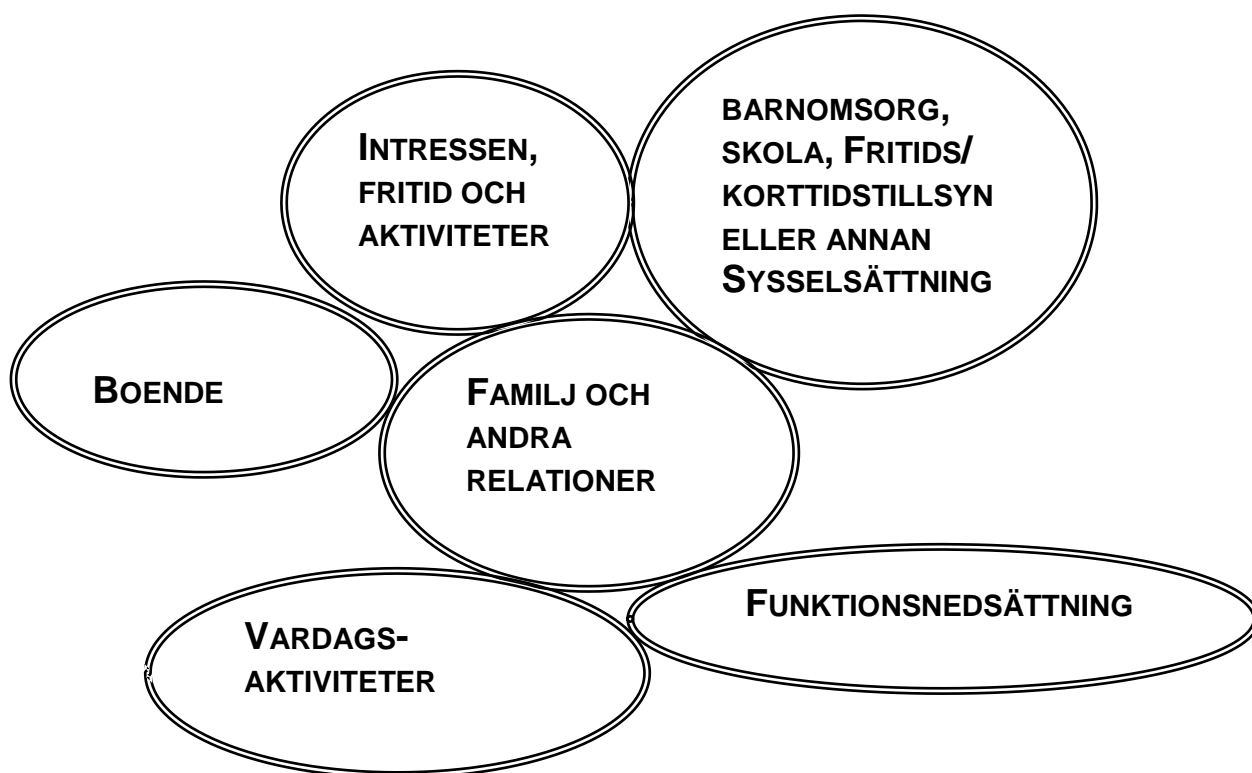 INTRESSEN,
FRITID OCH
AKTIVITETER
BARNOMSORG,
SKOLA, FRITIDS/
KORTTIDSTILLSYN
ELLER ANNAN
SYSSELSÄTTNING
BOENDE
FAMILJ OCH
ANDRA
RELATIONER
FUNKTIONSNEDSÄTTNING
VARDAGS-
AKTIVITETER